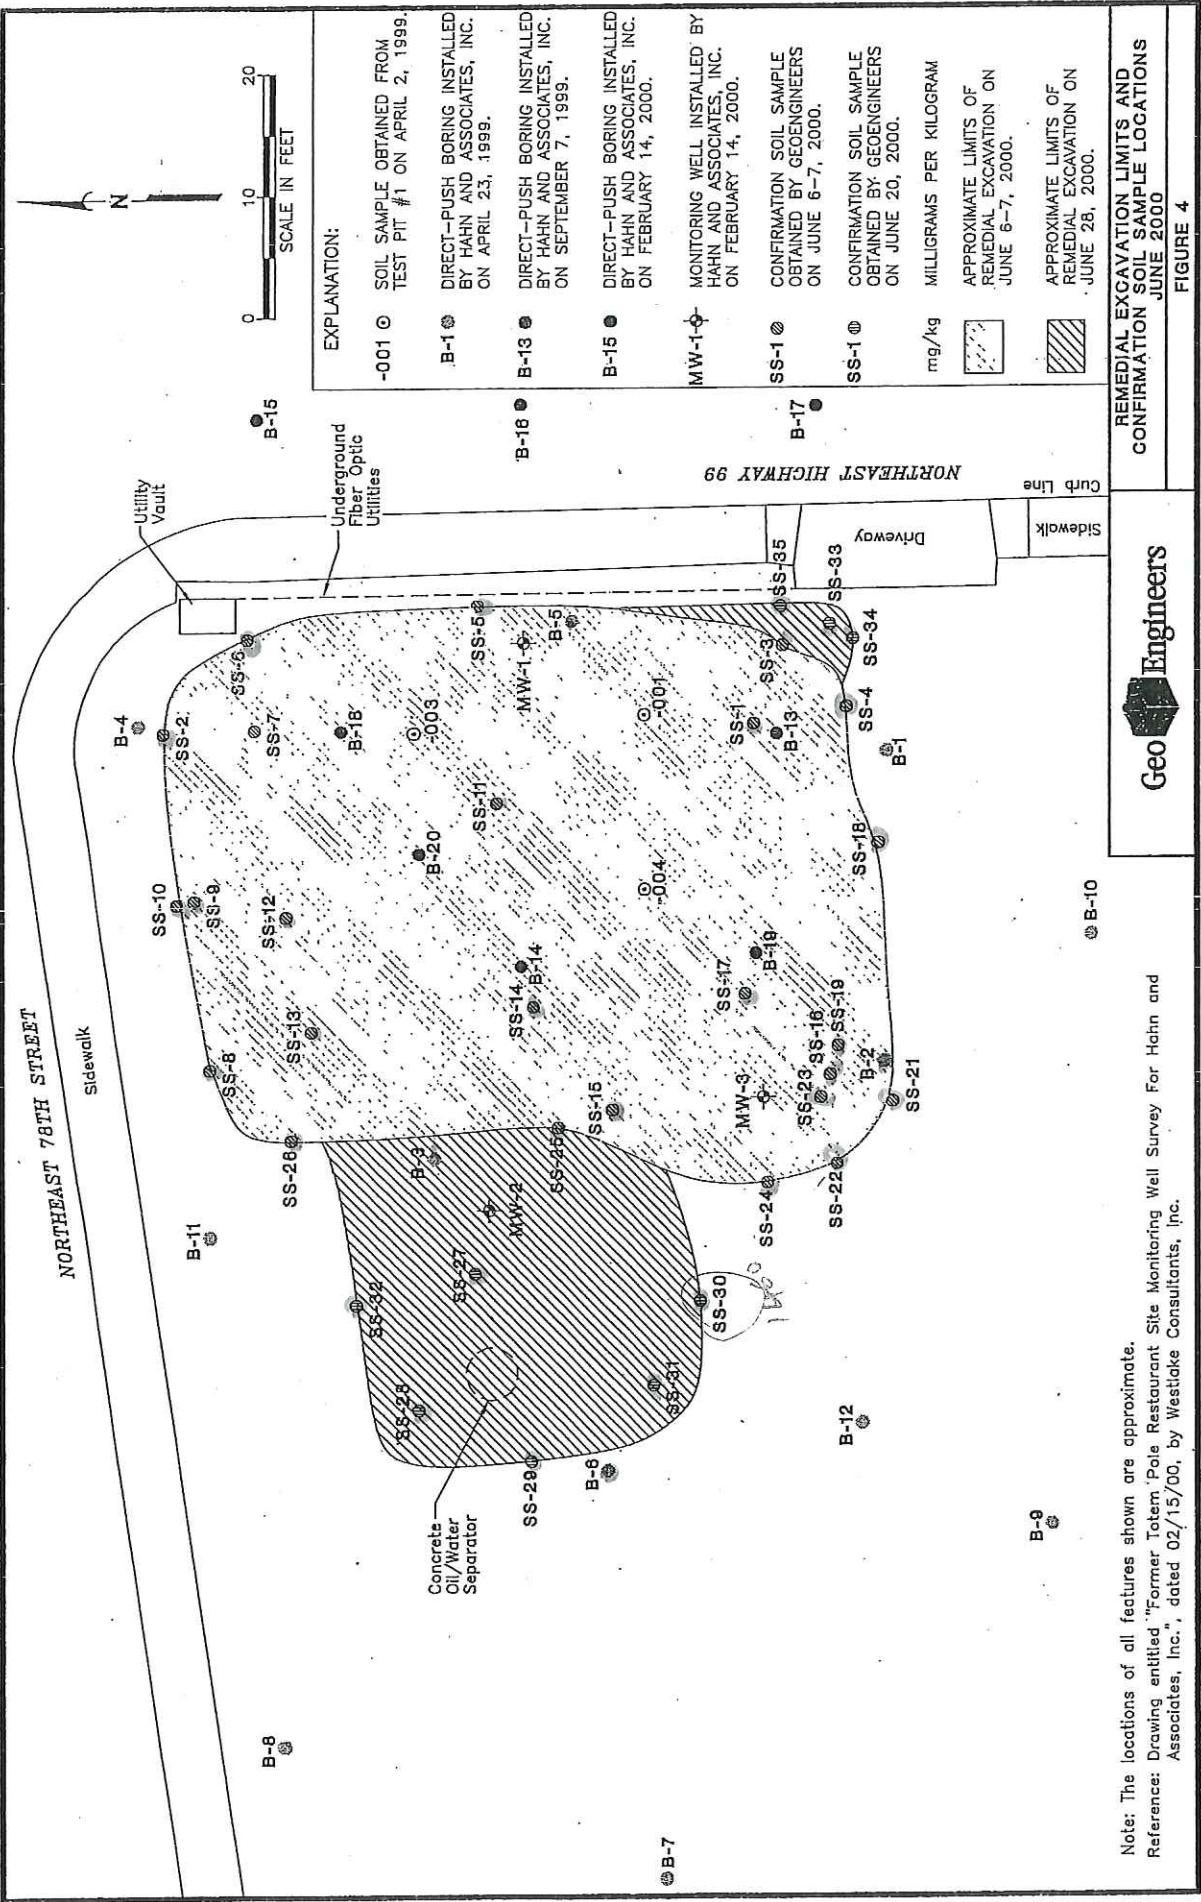 NORTHEAST 78TH STREET
Sidewalk
Utility
Vault
Underground
Fiber Optic
Utilities
NORTHEAST HIGHWAY 99
Curb Line
Driveway
Sidewalk
N
0 10 20
SCALE IN FEET
B-8
B-11
B-4
B-15
B-7
B-6
B-12
B-9
B-10
B-1
B-17
B-18
Concrete
Oil/Water
Separator
SS-28
SS-32
SS-27
SS-29
SS-31
SS-30
MW-2
B-3
SS-26
SS-25
SS-8
SS-13
SS-10
SS-9
SS-12
SS-2
SS-7
SS-6
B-18
-003
B-20
SS-11
SS-5
MW-1
B-5
SS-14
B-14
SS-15
-004
-001
SS-24
SS-22
MW-3
SS-23
SS-16
SS-19
SS-17
B-19
B-2
SS-21
SS-18
SS-1
B-13
SS-3
SS-4
SS-35
SS-33
SS-34
EXPLANATION:
-001 SOIL SAMPLE OBTAINED FROM
TEST PIT #1 ON APRIL 2, 1999.
B-1 DIRECT-PUSH BORING INSTALLED
BY HAHN AND ASSOCIATES, INC.
ON APRIL 23, 1999.
B-13 DIRECT-PUSH BORING INSTALLED
BY HAHN AND ASSOCIATES, INC.
ON SEPTEMBER 7, 1999.
B-15 DIRECT-PUSH BORING INSTALLED
BY HAHN AND ASSOCIATES, INC.
ON FEBRUARY 14, 2000.
MW-1 MONITORING WELL INSTALLED BY
HAHN AND ASSOCIATES, INC.
ON FEBRUARY 14, 2000.
SS-1 CONFIRMATION SOIL SAMPLE
OBTAINED BY GEOENGINEERS
ON JUNE 6-7, 2000.
SS-1 CONFIRMATION SOIL SAMPLE
OBTAINED BY GEOENGINEERS
ON JUNE 20, 2000.
mg/kg MILLIGRAMS PER KILOGRAM
APPROXIMATE LIMITS OF
REMEDIAL EXCAVATION ON
JUNE 6-7, 2000.
APPROXIMATE LIMITS OF
REMEDIAL EXCAVATION ON
JUNE 28, 2000.
Note: The locations of all features shown are approximate.
Reference: Drawing entitled "Former Totem Pole Restaurant Site Monitoring Well Survey For Hahn and
Associates, Inc.", dated 02/15/00, by Westlake Consultants, Inc.
Geo Engineers
REMEDIAL EXCAVATION LIMITS AND
CONFIRMATION SOIL SAMPLE LOCATIONS
JUNE 2000
FIGURE 4